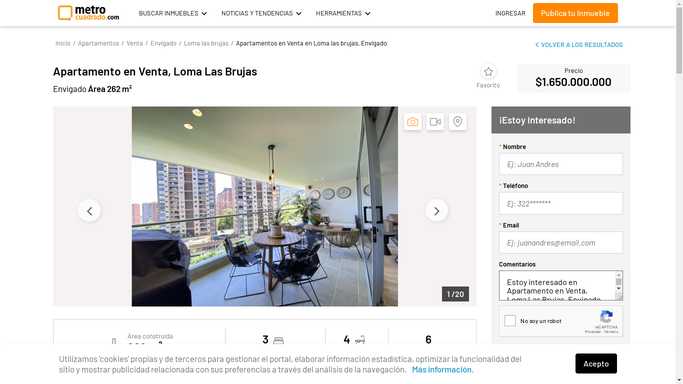 metro
cuadrado.com
BUSCAR INMUEBLES
NOTICIAS Y TENDENCIAS
HERRAMIENTAS
INGRESAR
Publica tu Inmueble
Inicio / Apartamentos / Venta / Envigado / Loma las brujas / Apartamentos en Venta en Loma las brujas, Envigado
VOLVER A LOS RESULTADOS
Apartamento en Venta, Loma Las Brujas
Envigado Área 262 m²
Favorito
Precio
$1.650.000.000
1 / 20
¡Estoy Interesado!
* Nombre
Ej: Juan Andres
* Teléfono
Ej: 322*******
* Email
Ej: juanandres@email.com
Comentarios
Estoy interesado en
Apartamento en Venta,
Loma Las Brujas, Envigado
No soy un robot
reCAPTCHA
Privacidad - Términos
Área construida
3
4
6
Utilizamos 'cookies' propias y de terceros para gestionar el portal, elaborar información estadística, optimizar la funcionalidad del
sitio y mostrar publicidad relacionada con sus preferencias a través del análisis de la navegación. Más información.
Acepto